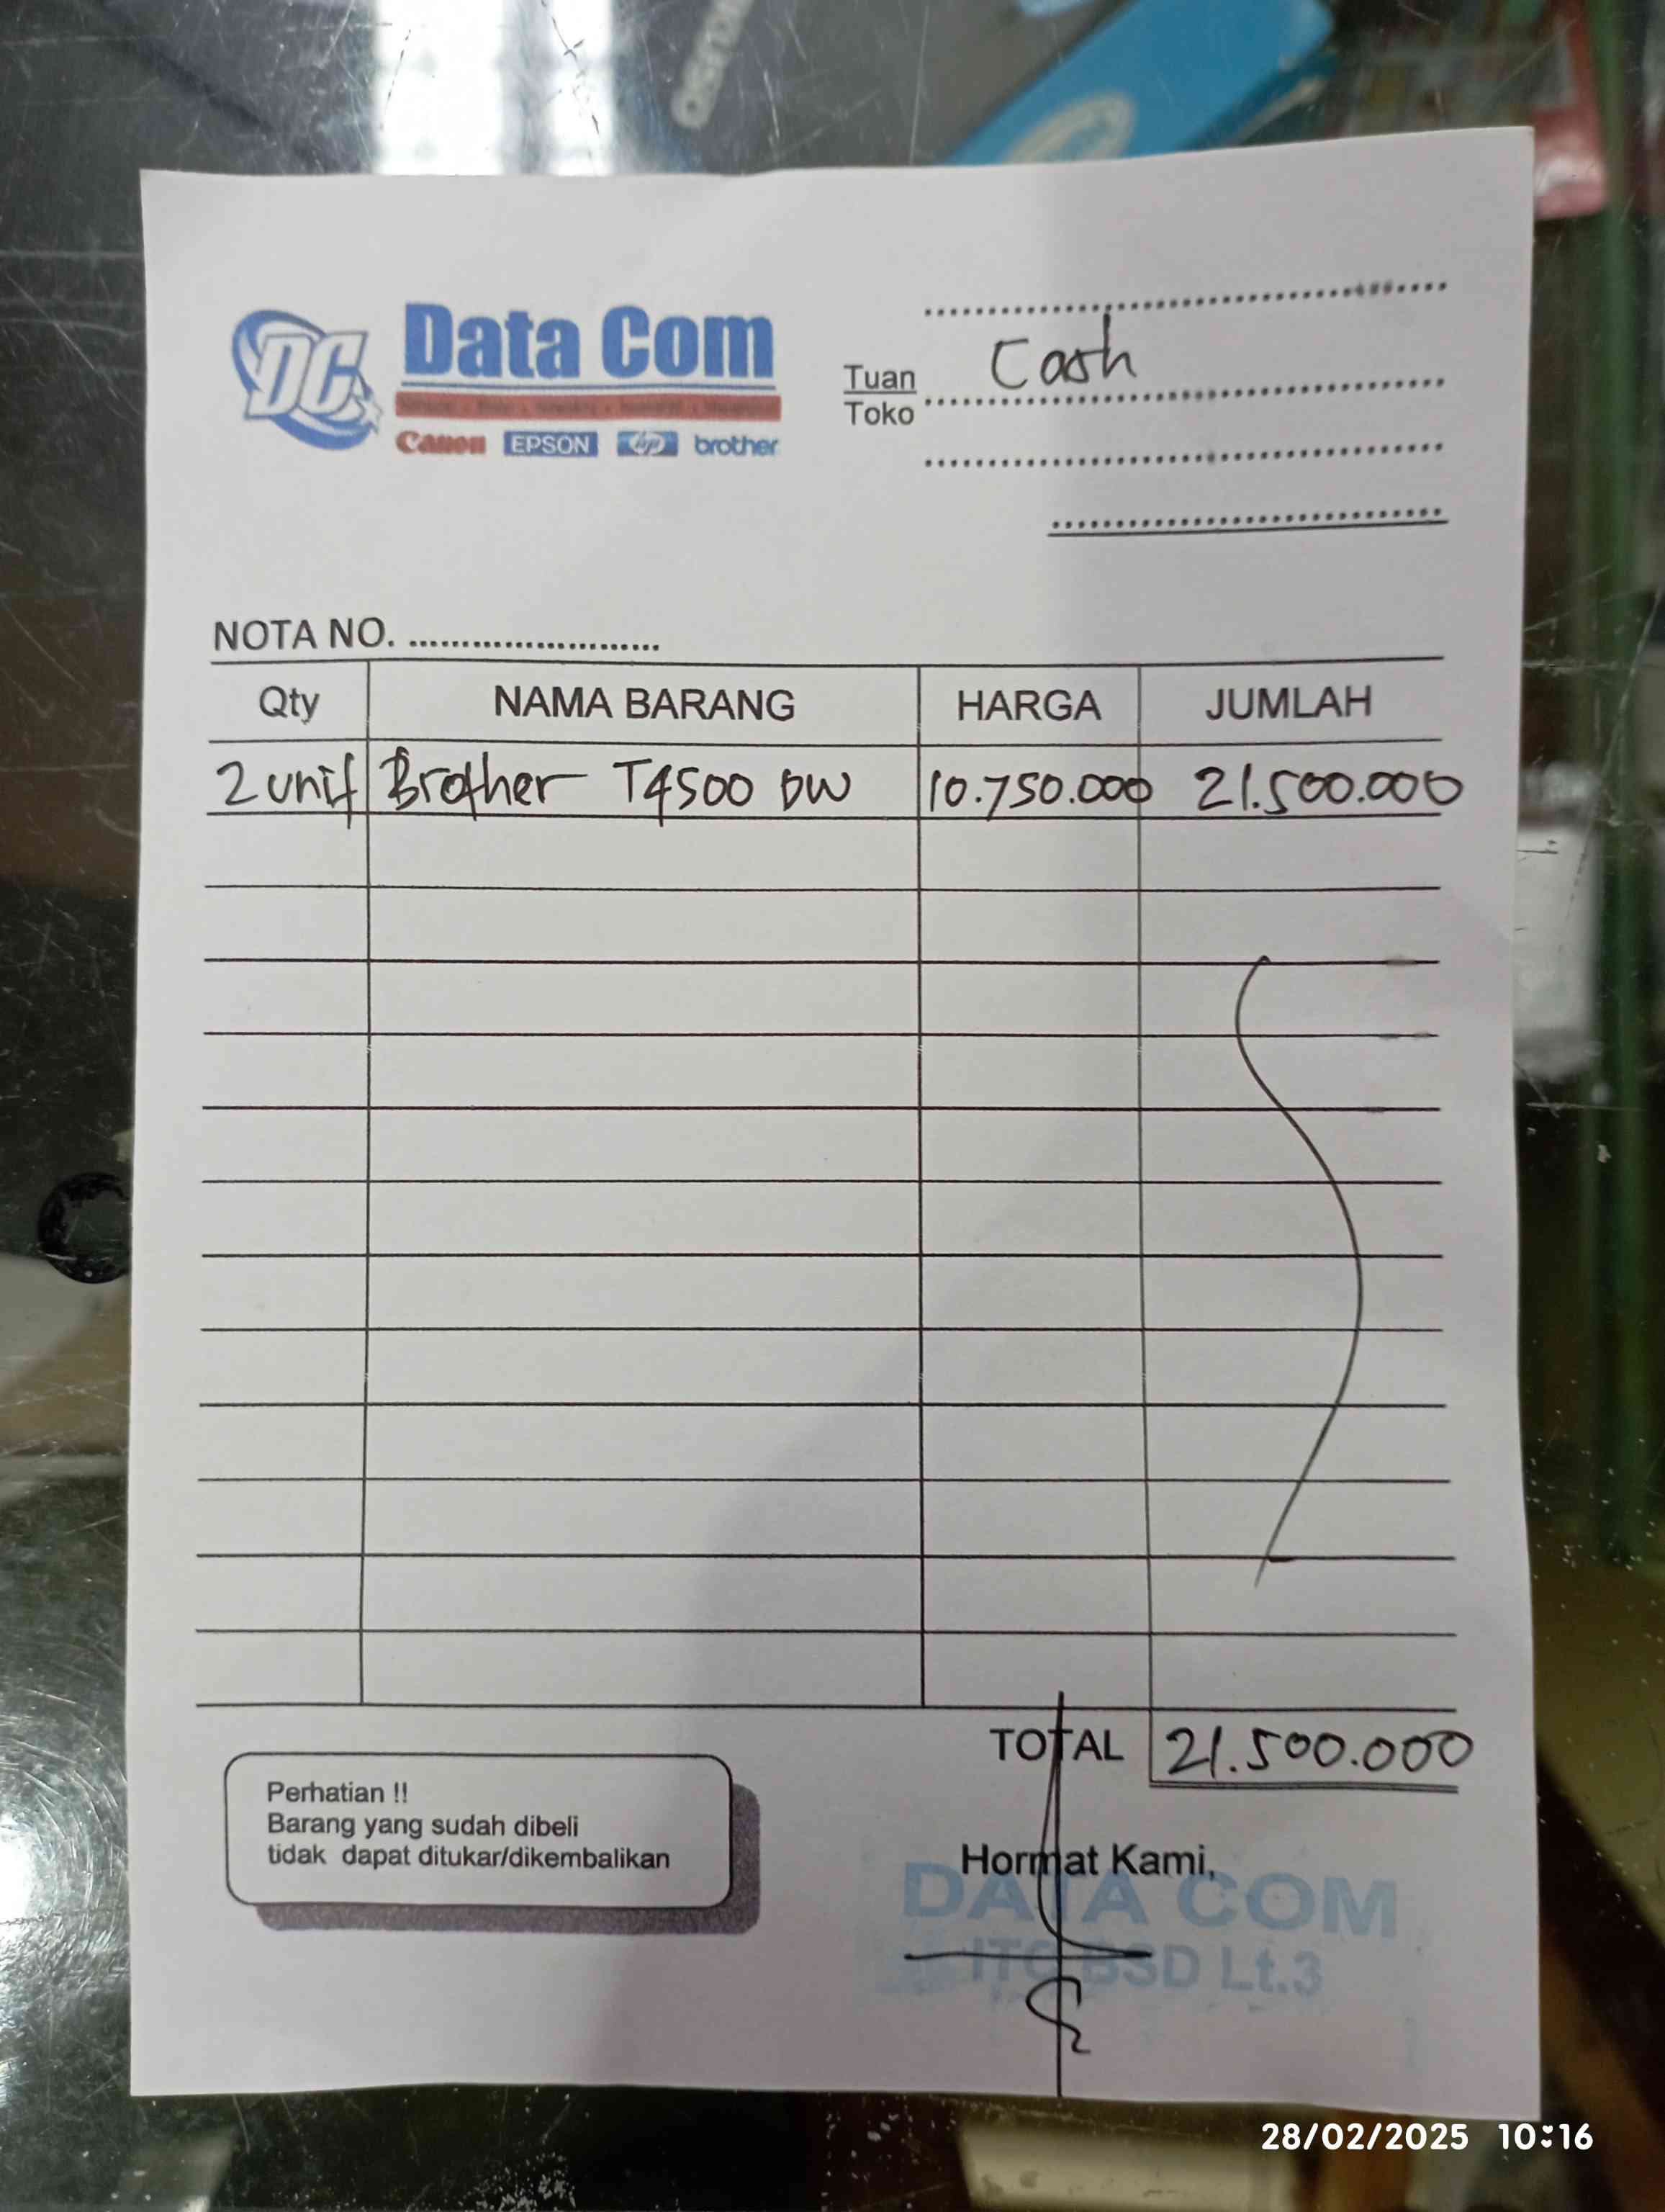 DC Data Com
Canon EPSON hp brother
Tuan Cash
Toko
NOTA NO. ........................
Qty NAMA BARANG HARGA JUMLAH
2 unit Brother T4500 DW 10.750.000 21.500.000
TOTAL 21.500.000
Perhatian !!
Barang yang sudah dibeli
tidak dapat ditukar/dikembalikan
Hormat Kami,
DATA COM
ITC BSD Lt.3
28/02/2025 10:16